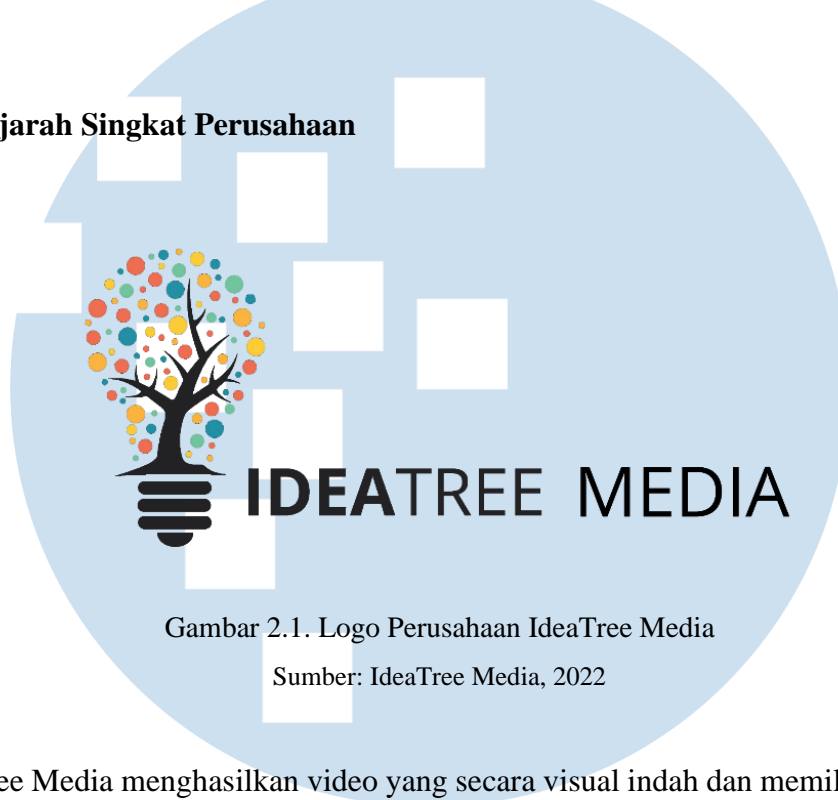 jarah Singkat Perusahaan
IDEATREE MEDIA
Gambar 2.1. Logo Perusahaan IdeaTree Media
Sumber: IdeaTree Media, 2022
ee Media menghasilkan video yang secara visual indah dan memil